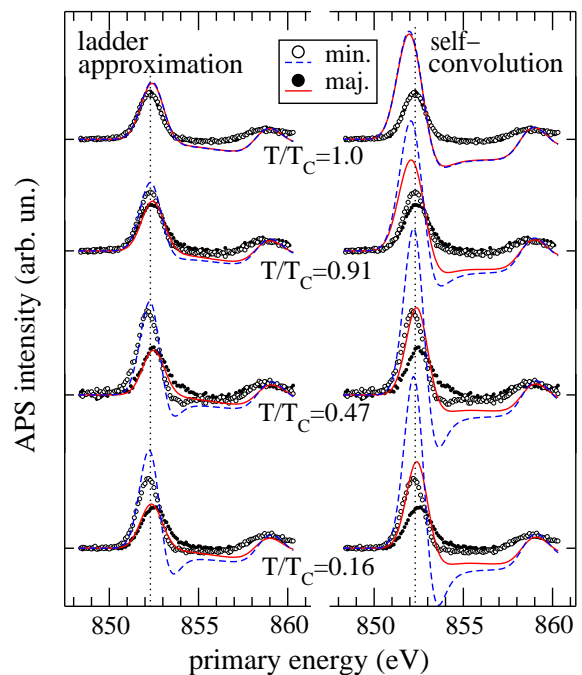 ladder
approximation
min.
maj.
self-
convolution
T/T_C=1.0
T/T_C=0.91
T/T_C=0.47
T/T_C=0.16
APS intensity (arb. un.)
850 855 860 850 855 860
primary energy (eV)